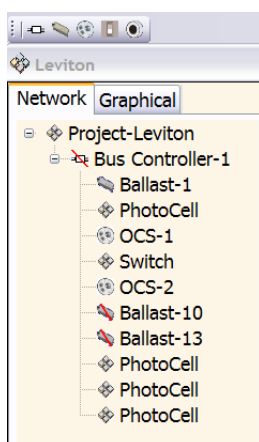 Leviton
Network Graphical
Project-Leviton
Bus Controller-1
Ballast-1
PhotoCell
OCS-1
Switch
OCS-2
Ballast-10
Ballast-13
PhotoCell
PhotoCell
PhotoCell